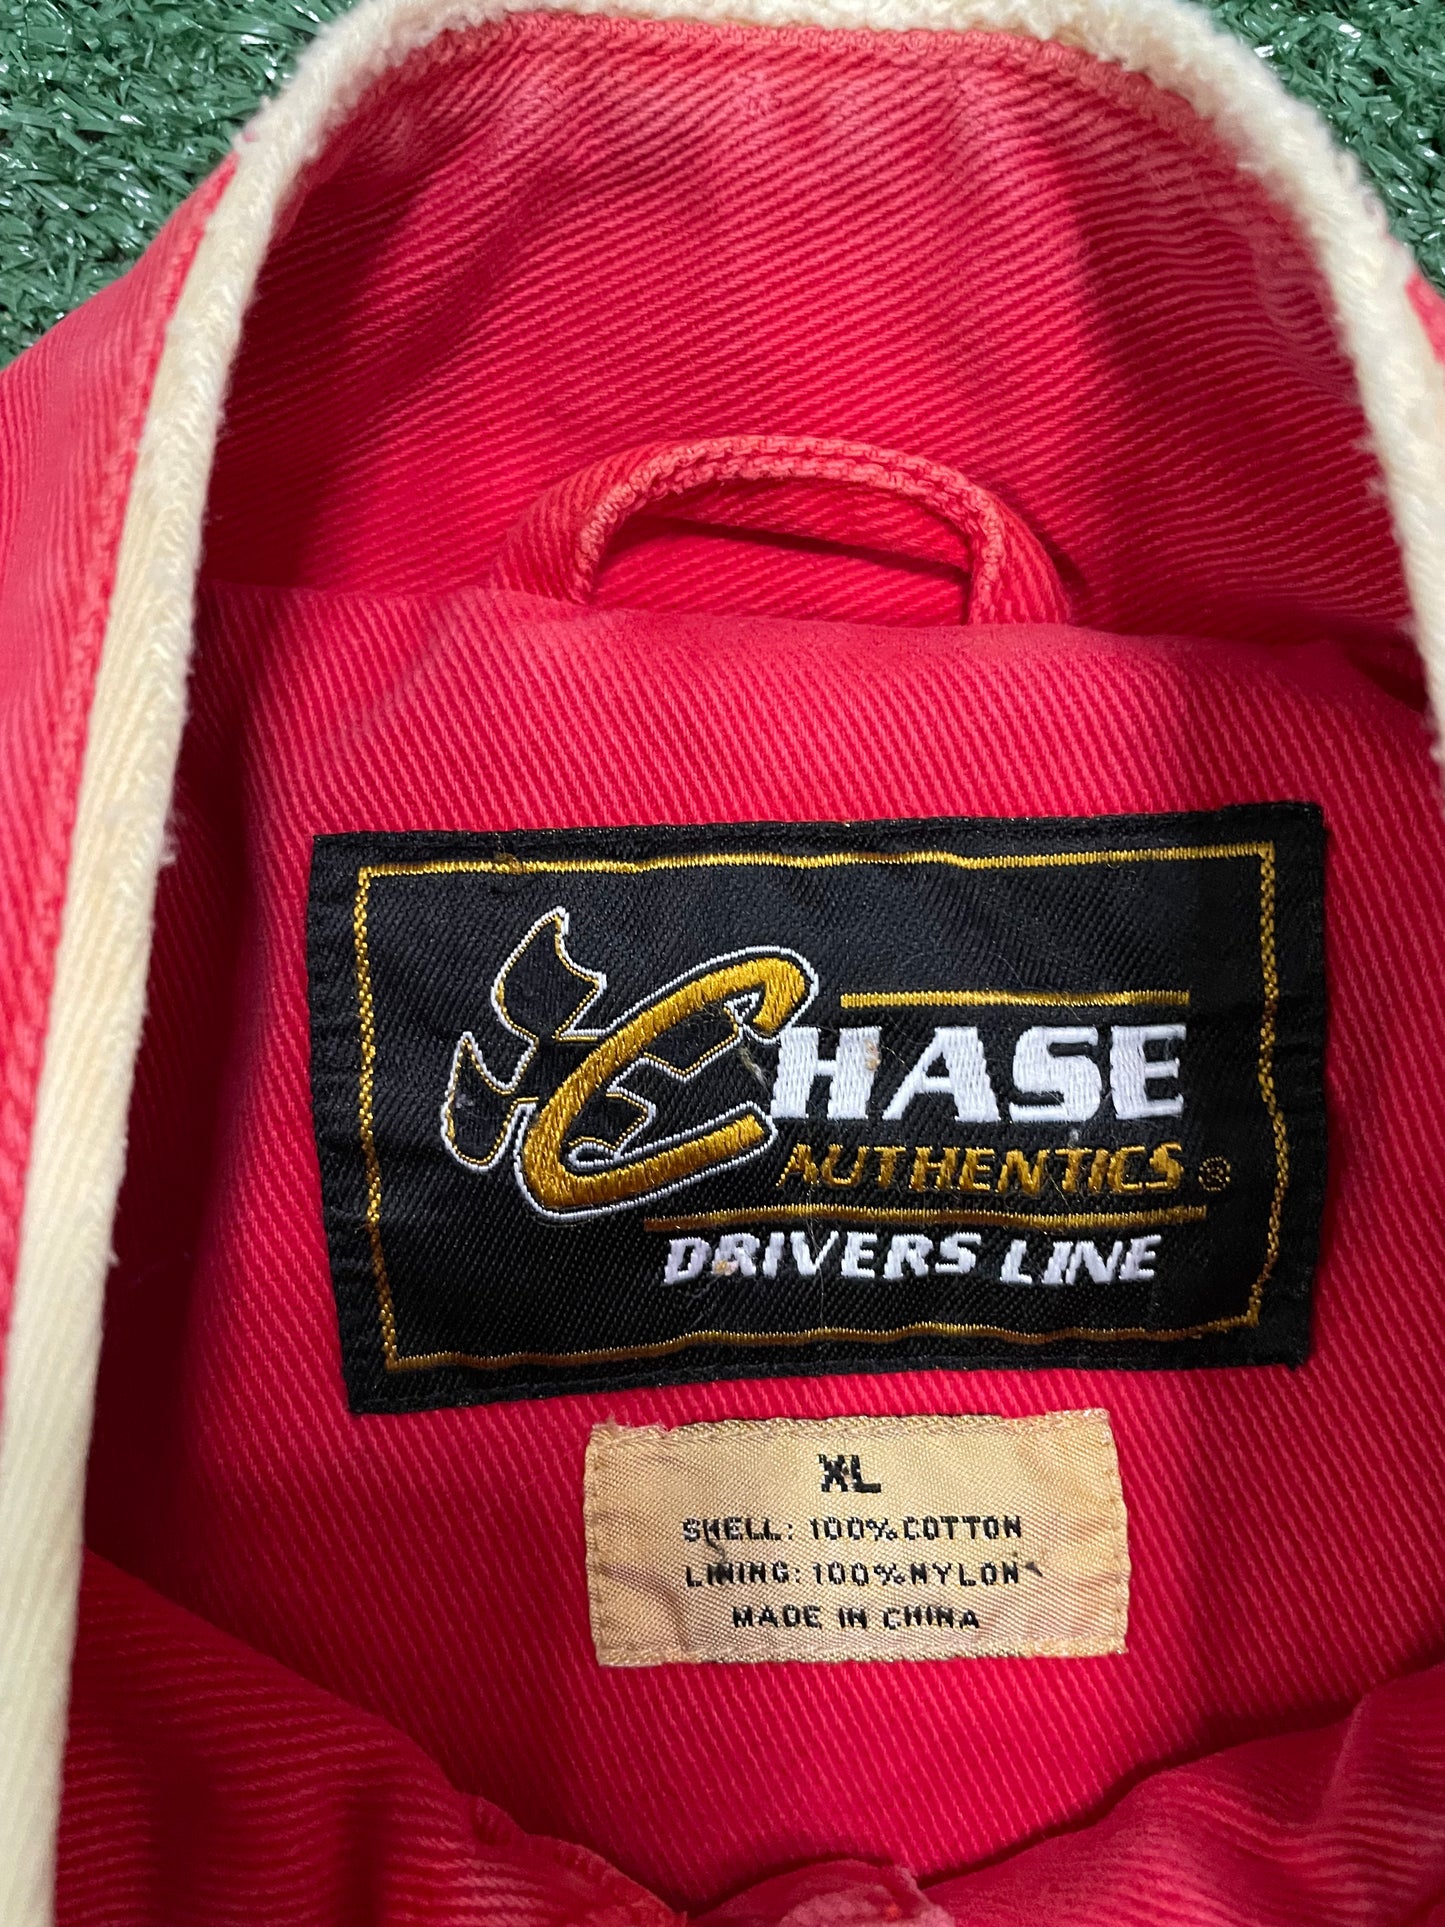 CHASE
AUTHENTICS®
DRIVERS LINE
XL
SHELL: 100% COTTON
LINING: 100% NYLON
MADE IN CHINA